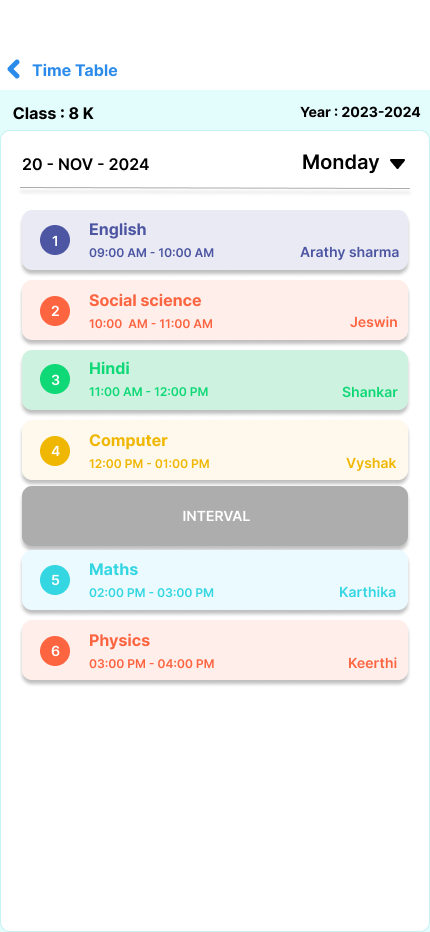 Time Table
Class : 8 K
Year : 2023-2024
20 - NOV - 2024
Monday
1
English
09:00 AM - 10:00 AM
Arathy sharma
2
Social science
10:00  AM - 11:00 AM
Jeswin
3
Hindi
11:00 AM - 12:00 PM
Shankar
4
Computer
12:00 PM - 01:00 PM
Vyshak
INTERVAL
5
Maths
02:00 PM - 03:00 PM
Karthika
6
Physics
03:00 PM - 04:00 PM
Keerthi